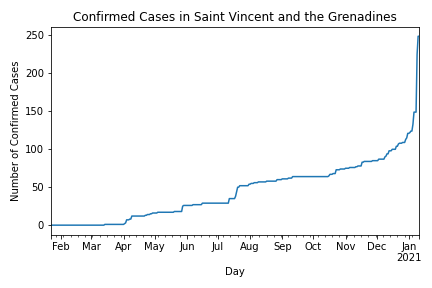 Confirmed Cases in Saint Vincent and the Grenadines
250
200
150
100
50
0
Number of Confirmed Cases
Feb Mar Apr May Jun Jul Aug Sep Oct Nov Dec Jan
2021
Day